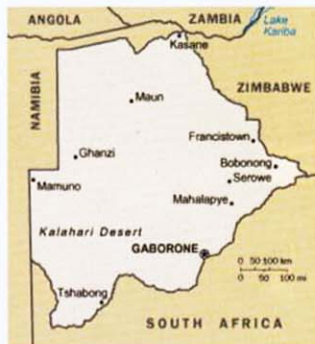 ANGOLA
ZAMBIA
Lake
Kariba
Kasane
NAMIBIA
Maun
ZIMBABWE
Francistown
Ghanzi
Bobonong
Serowe
Mamuno
Mahalapye
Kalahari Desert
GABORONE
0 50 100 km
0 50 100 mi
Tshabong
SOUTH AFRICA